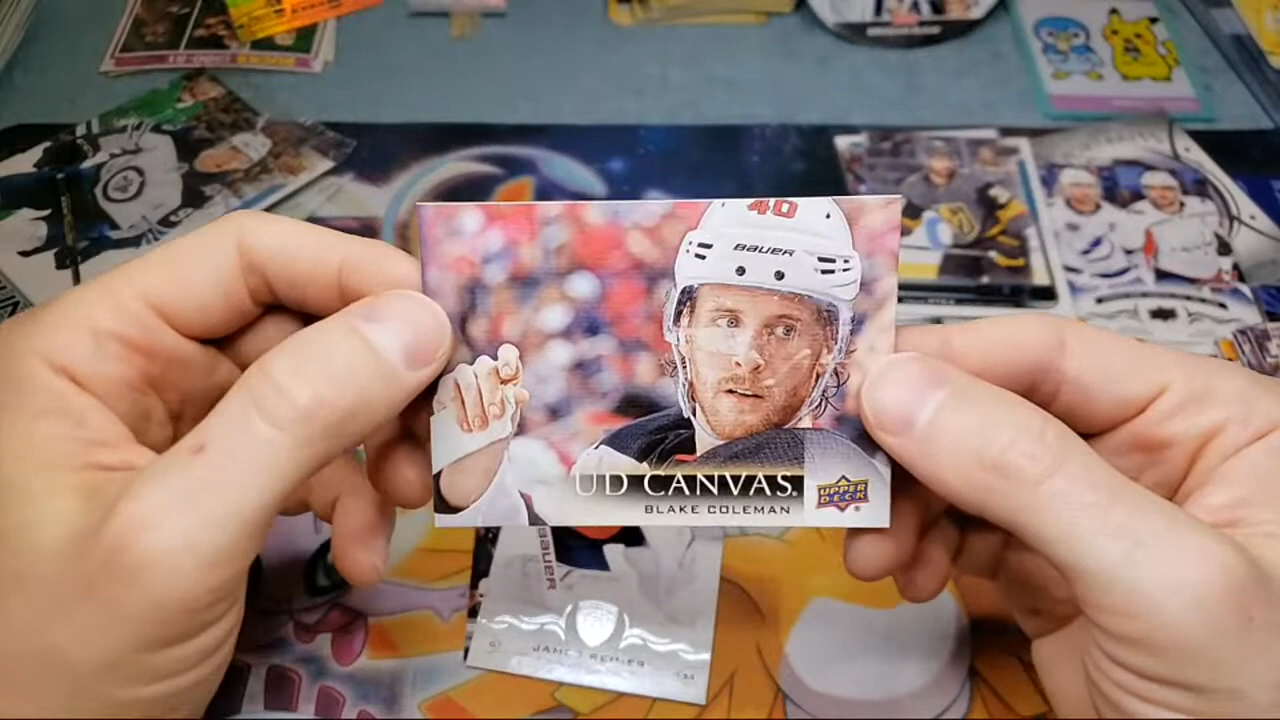 40
BAUER
UD CANVAS®
BLAKE COLEMAN
UPPER
DECK®
BAUER
JAMES REIMER